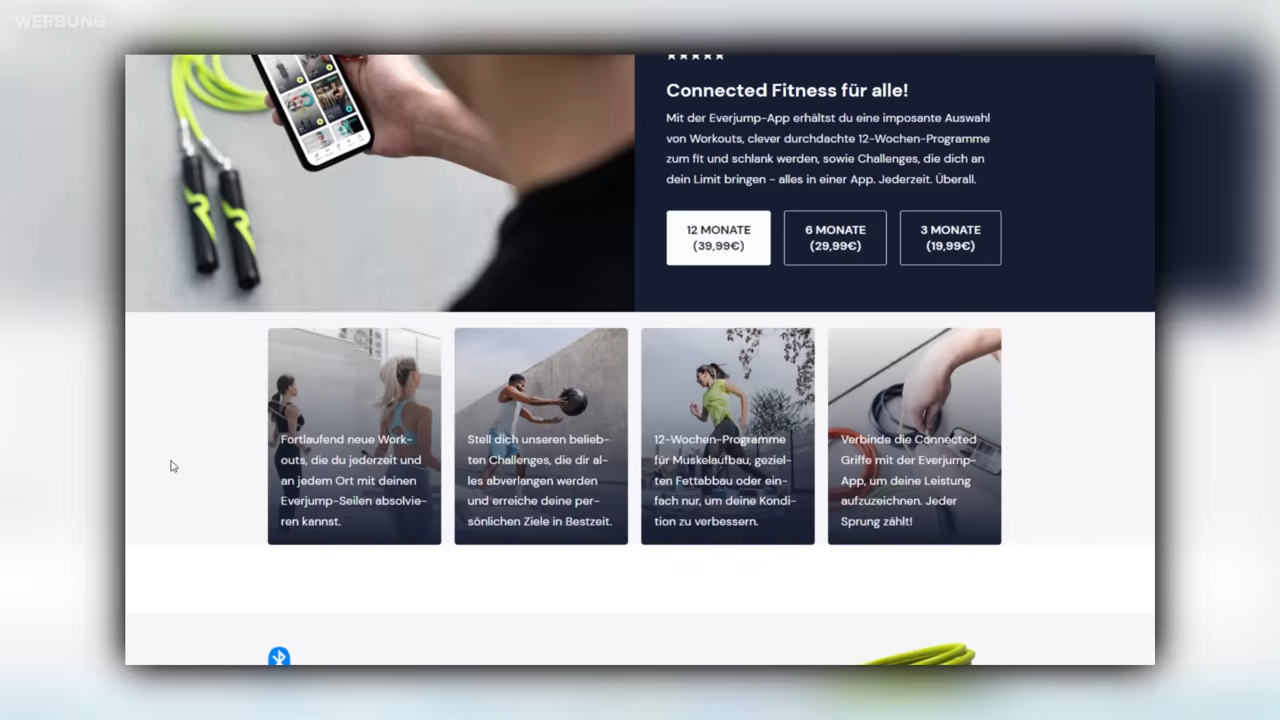 WERBUNG
Connected Fitness für alle!
Mit der Everjump-App erhältst du eine imposante Auswahl
von Workouts, clever durchdachte 12-Wochen-Programme
zum fit und schlank werden, sowie Challenges, die dich an
dein Limit bringen - alles in einer App. Jederzeit. Überall.
12 MONATE
(39,99€)
6 MONATE
(29,99€)
3 MONATE
(19,99€)
Fortlaufend neue Work-
outs, die du jederzeit und
an jedem Ort mit deinen
Everjump-Seilen absolvie-
ren kannst.
Stell dich unseren belieb-
ten Challenges, die dir al-
les abverlangen werden
und erreiche deine per-
sönlichen Ziele in Bestzeit.
12-Wochen-Programme
für Muskelaufbau, geziel-
ten Fettabbau oder ein-
fach nur, um deine Kondi-
tion zu verbessern.
Verbinde die Connected
Griffe mit der Everjump-
App, um deine Leistung
aufzuzeichnen. Jeder
Sprung zählt!